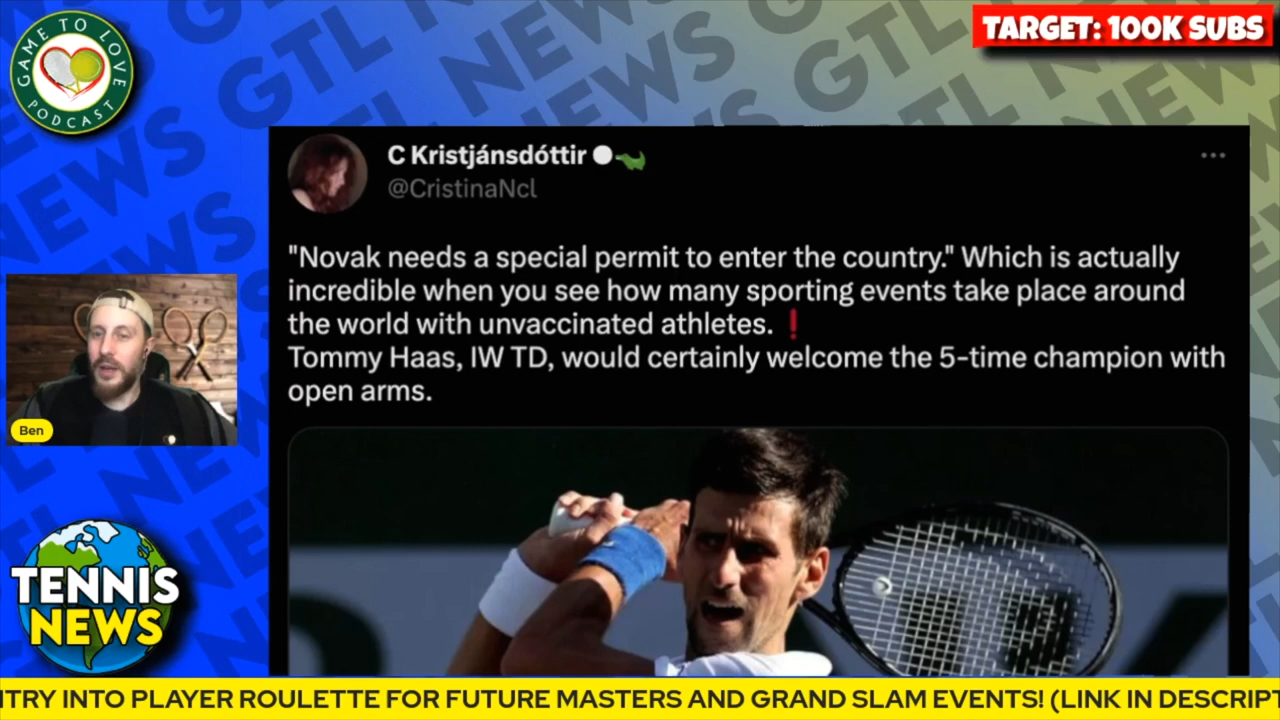 GAME TO LOVE
PODCAST
TARGET: 100K SUBS
GTL NEWS
C Kristjánsdóttir
@CristinaNcl
"Novak needs a special permit to enter the country." Which is actually
incredible when you see how many sporting events take place around
the world with unvaccinated athletes. ❗
Tommy Haas, IW TD, would certainly welcome the 5-time champion with
open arms.
Ben
TENNIS
NEWS
NTRY INTO PLAYER ROULETTE FOR FUTURE MASTERS AND GRAND SLAM EVENTS! (LINK IN DESCRIPT